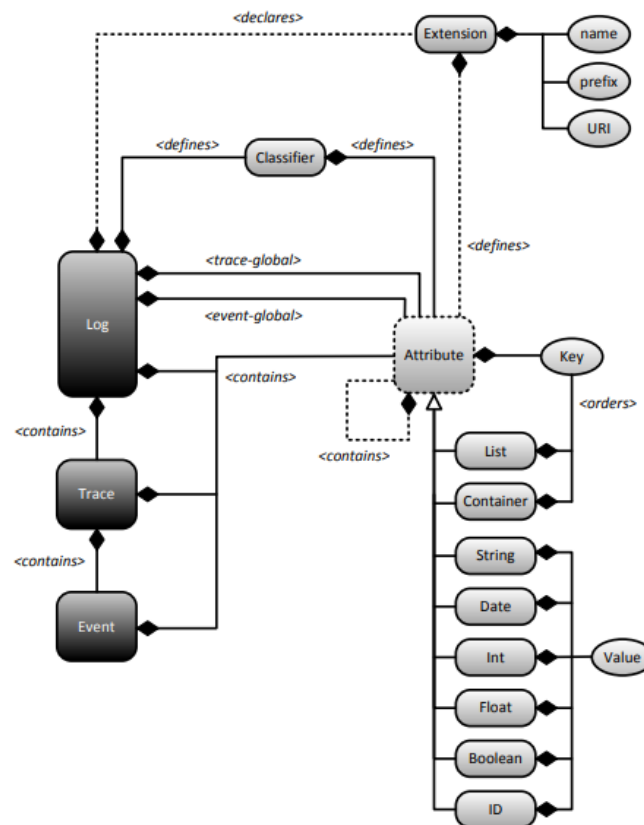 <declares>
Extension
name
prefix
URI
<defines>
Classifier
<defines>
<defines>
<trace-global>
Log
<event-global>
Attribute
Key
<contains>
<orders>
<contains>
<contains>
List
Trace
Container
<contains>
String
Date
Event
Int
Value
Float
Boolean
ID